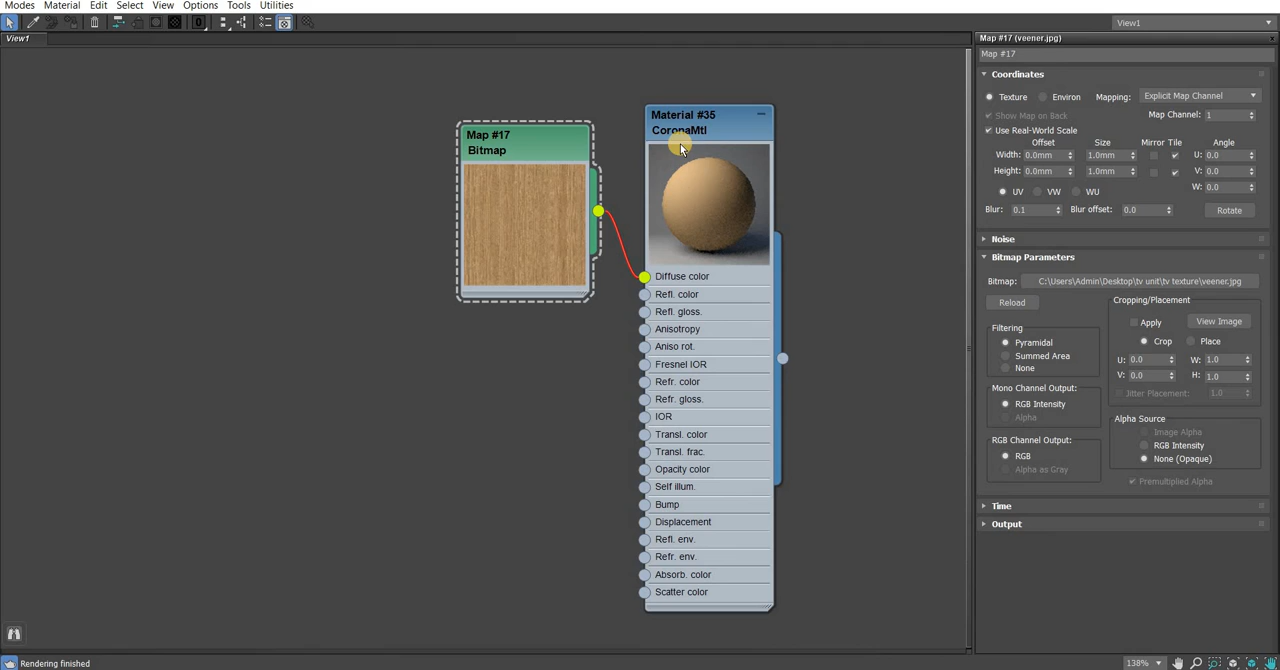 Modes Material Edit Select View Options Tools Utilities
View1
View1
Map #17 (veener.jpg)
Map #17
Coordinates
Texture Environ Mapping: Explicit Map Channel
Show Map on Back Map Channel: 1
Use Real-World Scale
Offset Size Mirror Tile Angle
Width: 0.0mm 1.0mm U: 0.0
Height: 0.0mm 1.0mm V: 0.0
W: 0.0
UV VW WU
Blur: 0.1 Blur offset: 0.0 Rotate
Noise
Bitmap Parameters
Bitmap: C:\Users\Admin\Desktop\tv unit\tv texture\veener.jpg
Reload
Cropping/Placement
Apply View Image
Crop Place
U: 0.0 W: 1.0
V: 0.0 H: 1.0
Jitter Placement: 1.0
Filtering
Pyramidal
Summed Area
None
Mono Channel Output:
RGB Intensity
Alpha
RGB Channel Output:
RGB
Alpha as Gray
Alpha Source
Image Alpha
RGB Intensity
None (Opaque)
Premultiplied Alpha
Time
Output
Map #17
Bitmap
Material #35
CoronaMtl
Diffuse color
Refl. color
Refl. gloss.
Anisotropy
Aniso rot.
Fresnel IOR
Refr. color
Refr. gloss.
IOR
Transl. color
Transl. frac.
Opacity color
Self illum.
Bump
Displacement
Refl. env.
Refr. env.
Absorb. color
Scatter color
Rendering finished
138%